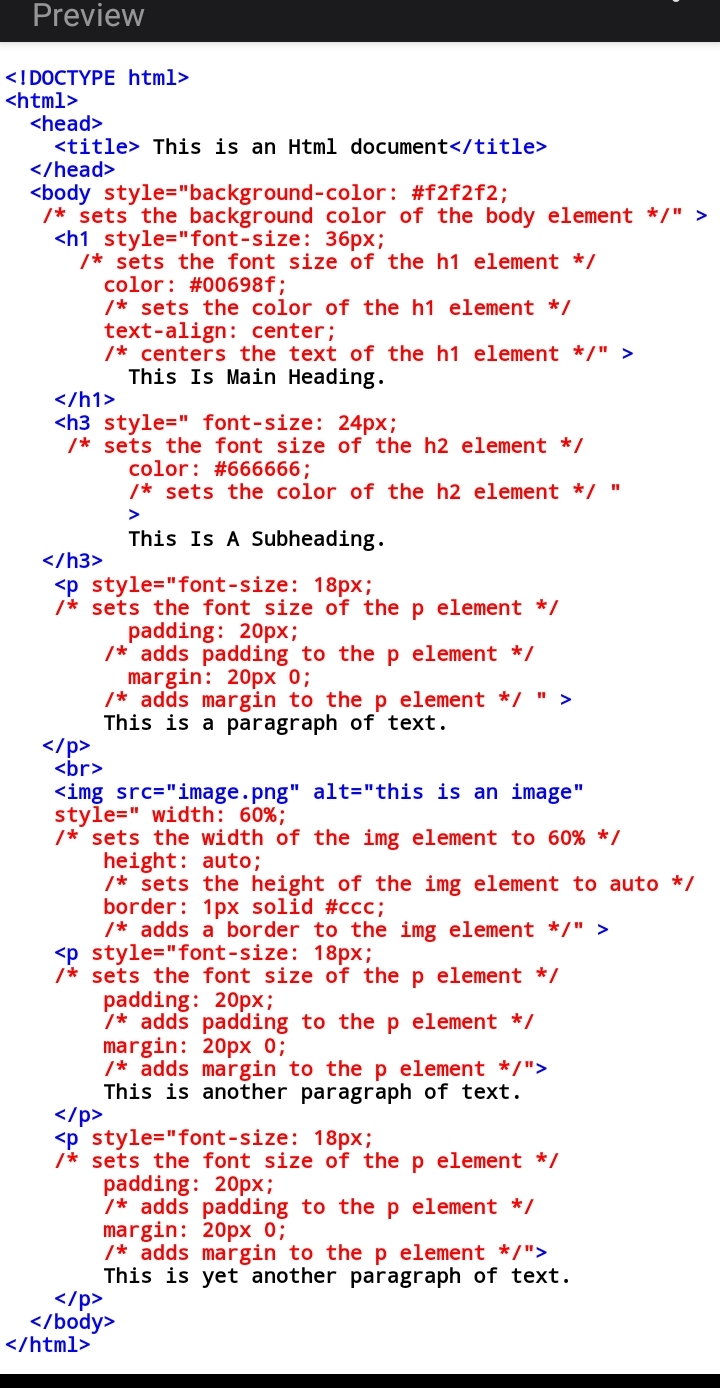 Preview
<!DOCTYPE html>
<html>
<head>
<title> This is an Html document</title>
</head>
<body style="background-color: #f2f2f2;
/* sets the background color of the body element */" >
<h1 style="font-size: 36px;
/* sets the font size of the h1 element */
color: #00698f;
/* sets the color of the h1 element */
text-align: center;
/* centers the text of the h1 element */" >
This Is Main Heading.
</h1>
<h3 style=" font-size: 24px;
/* sets the font size of the h2 element */
color: #666666;
/* sets the color of the h2 element */ "
>
This Is A Subheading.
</h3>
<p style="font-size: 18px;
/* sets the font size of the p element */
padding: 20px;
/* adds padding to the p element */
margin: 20px 0;
/* adds margin to the p element */ " >
This is a paragraph of text.
</p>
<br>
<img src="image.png" alt="this is an image"
style=" width: 60%;
/* sets the width of the img element to 60% */
height: auto;
/* sets the height of the img element to auto */
border: 1px solid #ccc;
/* adds a border to the img element */" >
<p style="font-size: 18px;
/* sets the font size of the p element */
padding: 20px;
/* adds padding to the p element */
margin: 20px 0;
/* adds margin to the p element */">
This is another paragraph of text.
</p>
<p style="font-size: 18px;
/* sets the font size of the p element */
padding: 20px;
/* adds padding to the p element */
margin: 20px 0;
/* adds margin to the p element */">
This is yet another paragraph of text.
</p>
</body>
</html>